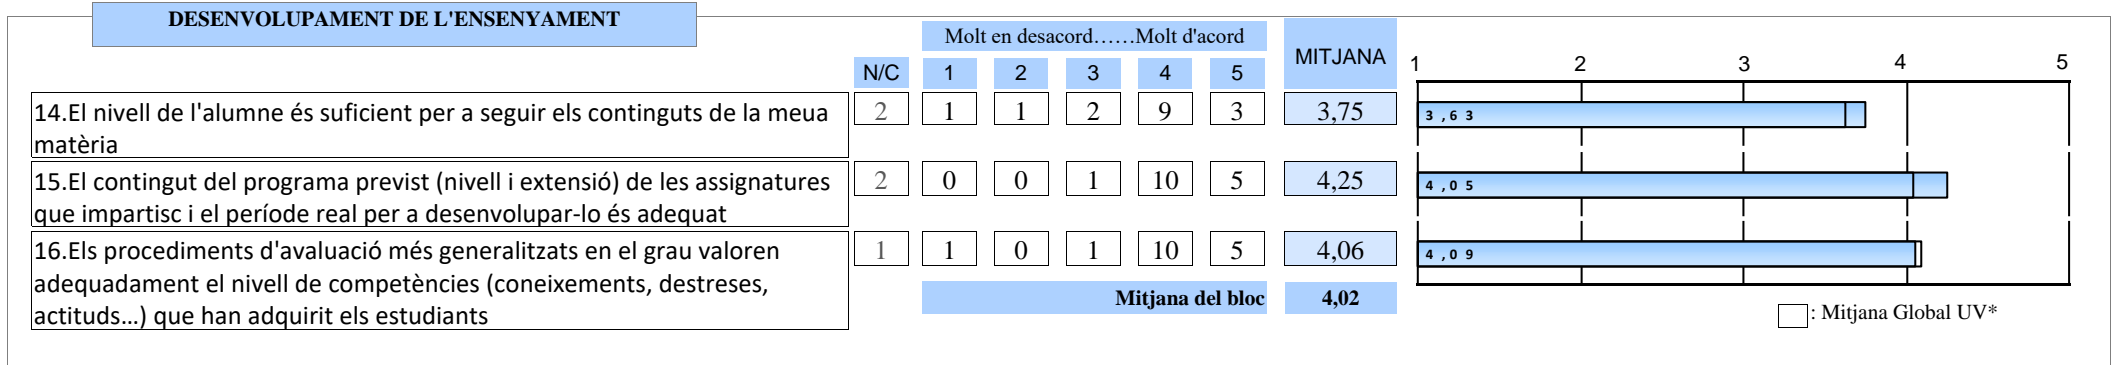 DESENVOLUPAMENT DE L'ENSENYAMENT
Molt en desacord……Molt d'acord
MITJANA
N/C 1 2 3 4 5
1 2 3 4 5
14.El nivell de l'alumne és suficient per a seguir els continguts de la meua
matèria
2 1 1 2 9 3 3,75
3,63
15.El contingut del programa previst (nivell i extensió) de les assignatures
que impartisc i el període real per a desenvolupar-lo és adequat
2 0 0 1 10 5 4,25
4,05
16.Els procediments d'avaluació més generalitzats en el grau valoren
adequadament el nivell de competències (coneixements, destreses,
actituds…) que han adquirit els estudiants
1 1 0 1 10 5 4,06
4,09
Mitjana del bloc 4,02
: Mitjana Global UV*